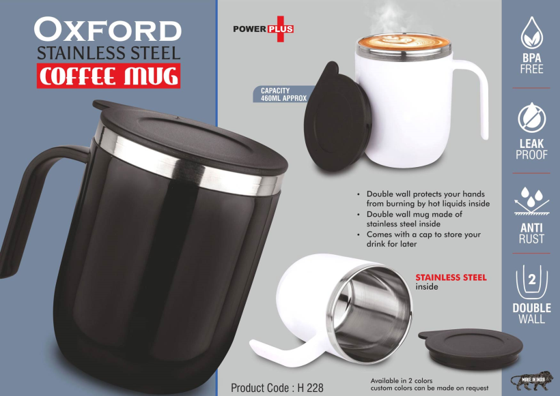 OXFORD
STAINLESS STEEL
COFFEE MUG
POWER PLUS
CAPACITY
460ML APPROX
• Double wall protects your hands
from burning by hot liquids inside
• Double wall mug made of
stainless steel inside
• Comes with a cap to store your
drink for later
STAINLESS STEEL
inside
Product Code : H 228
Available in 2 colors
custom colors can be made on request
BPA
FREE
LEAK
PROOF
ANTI
RUST
2
DOUBLE
WALL
MAKE IN INDIA